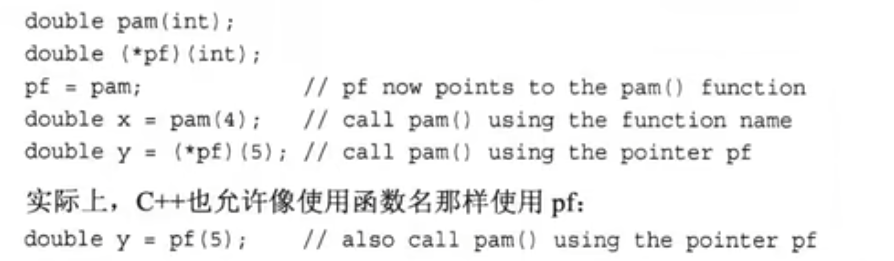 double pam(int);
double (*pf)(int);
pf = pam;               // pf now points to the pam() function
double x = pam(4);   // call pam() using the function name
double y = (*pf)(5); // call pam() using the pointer pf
实际上，C++也允许像使用函数名那样使用 pf：
double y = pf(5);    // also call pam() using the pointer pf